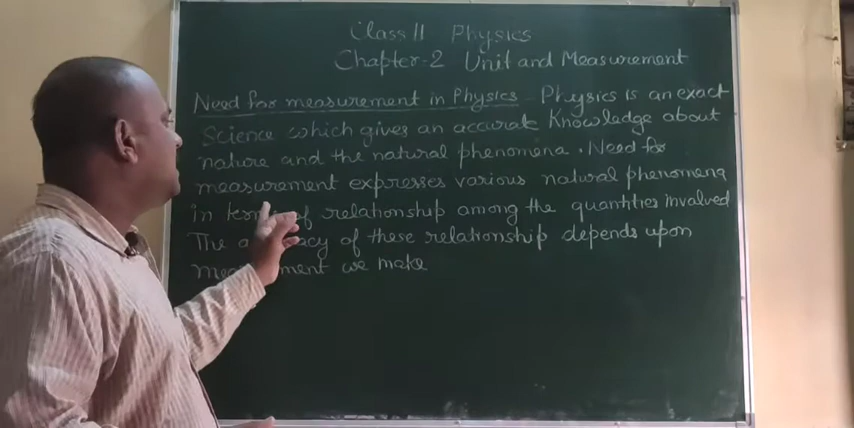 Class 11 Physics
Chapter-2 Unit and Measurement
Need for measurement in Physics - Physics is an exact
Science which gives an accurate Knowledge about
nature and the natural phenomena. Need for
measurement expresses various natural phenomena
in of relationship among the quantities involved
The of these relationship depends upon
we make